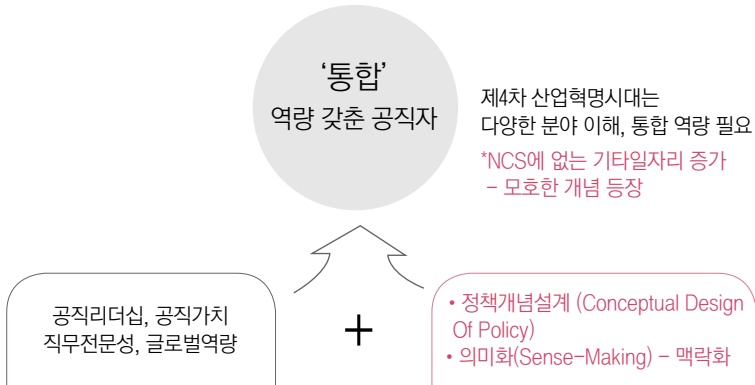 ‘통합’
역량 갖춘 공직자
제4차 산업혁명시대는
다양한 분야 이해, 통합 역량 필요
*NCS에 없는 기타일자리 증가
- 모호한 개념 등장
공직리더십, 공직가치
직무전문성, 글로벌역량
+
• 정책개념설계 (Conceptual Design
Of Policy)
• 의미화(Sense-Making) - 맥락화